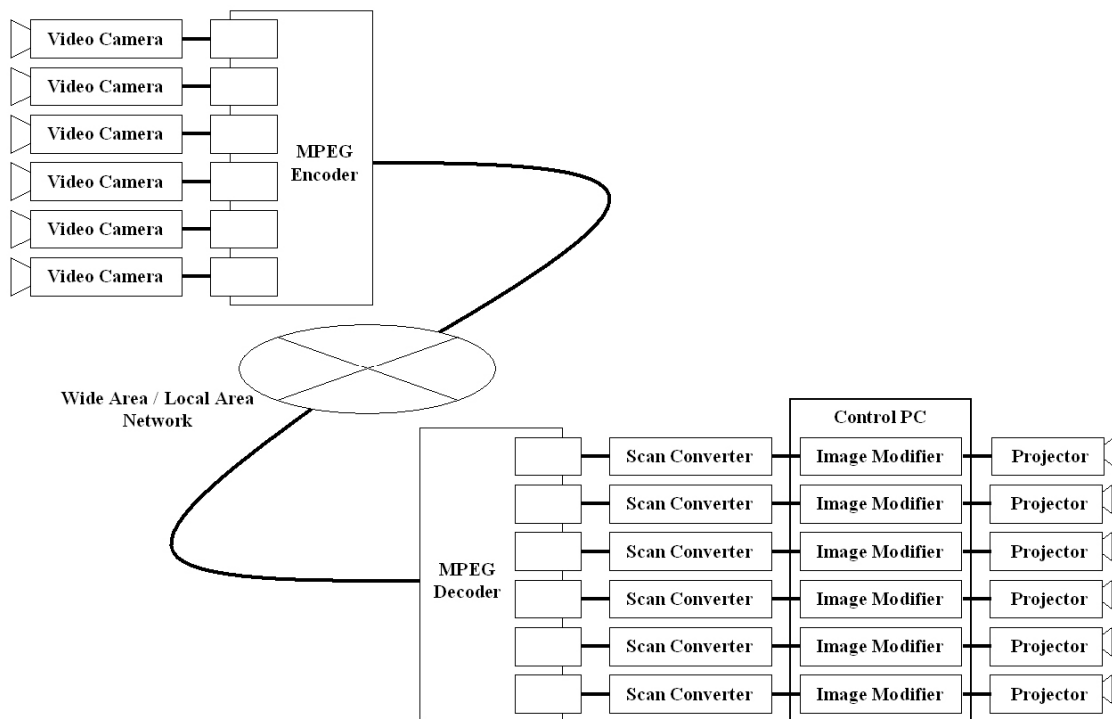 Video Camera
Video Camera
Video Camera
Video Camera
Video Camera
Video Camera
MPEG
Encoder
Wide Area / Local Area
Network
MPEG
Decoder
Control PC
Scan Converter Image Modifier Projector
Scan Converter Image Modifier Projector
Scan Converter Image Modifier Projector
Scan Converter Image Modifier Projector
Scan Converter Image Modifier Projector
Scan Converter Image Modifier Projector